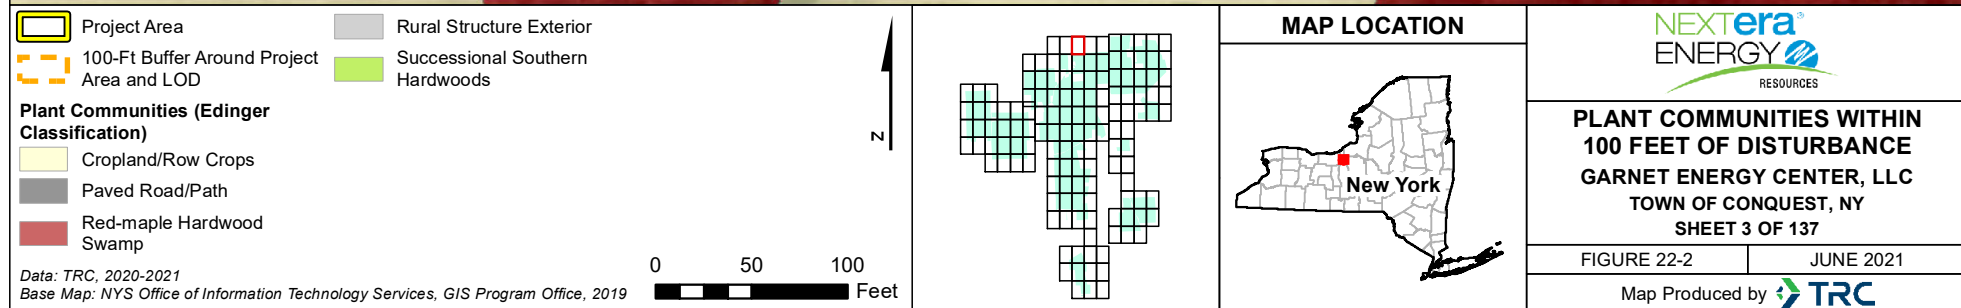 Project Area
100-Ft Buffer Around Project
Area and LOD
Plant Communities (Edinger
Classification)
Cropland/Row Crops
Paved Road/Path
Red-maple Hardwood
Swamp
Rural Structure Exterior
Successional Southern
Hardwoods
Data: TRC, 2020-2021
Base Map: NYS Office of Information Technology Services, GIS Program Office, 2019
N
0 50 100
Feet
MAP LOCATION
New York
NEXTera®
ENERGY
RESOURCES
PLANT COMMUNITIES WITHIN
100 FEET OF DISTURBANCE
GARNET ENERGY CENTER, LLC
TOWN OF CONQUEST, NY
SHEET 3 OF 137
FIGURE 22-2 JUNE 2021
Map Produced by TRC